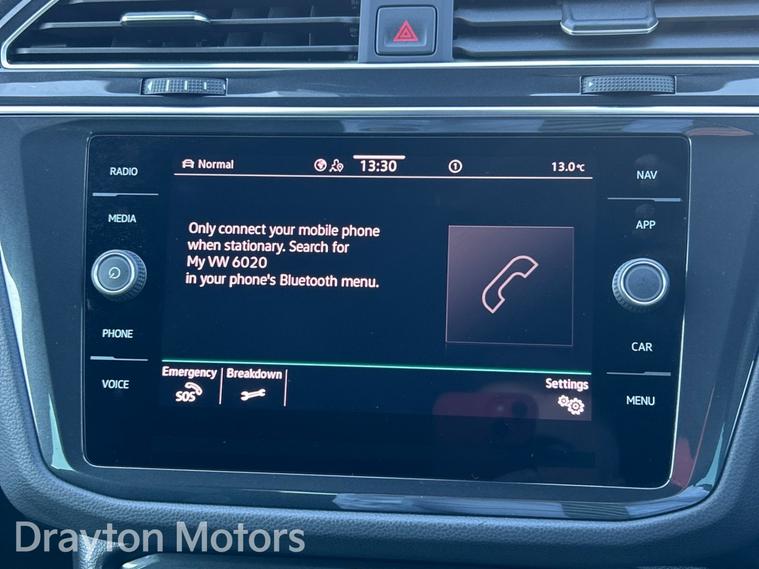 RADIO
MEDIA
PHONE
VOICE
Normal
13:30
1
13.0°C
Only connect your mobile phone
when stationary. Search for
My VW 6020
in your phone's Bluetooth menu.
Emergency
SOS
Breakdown
Settings
NAV
APP
CAR
MENU
Drayton Motors